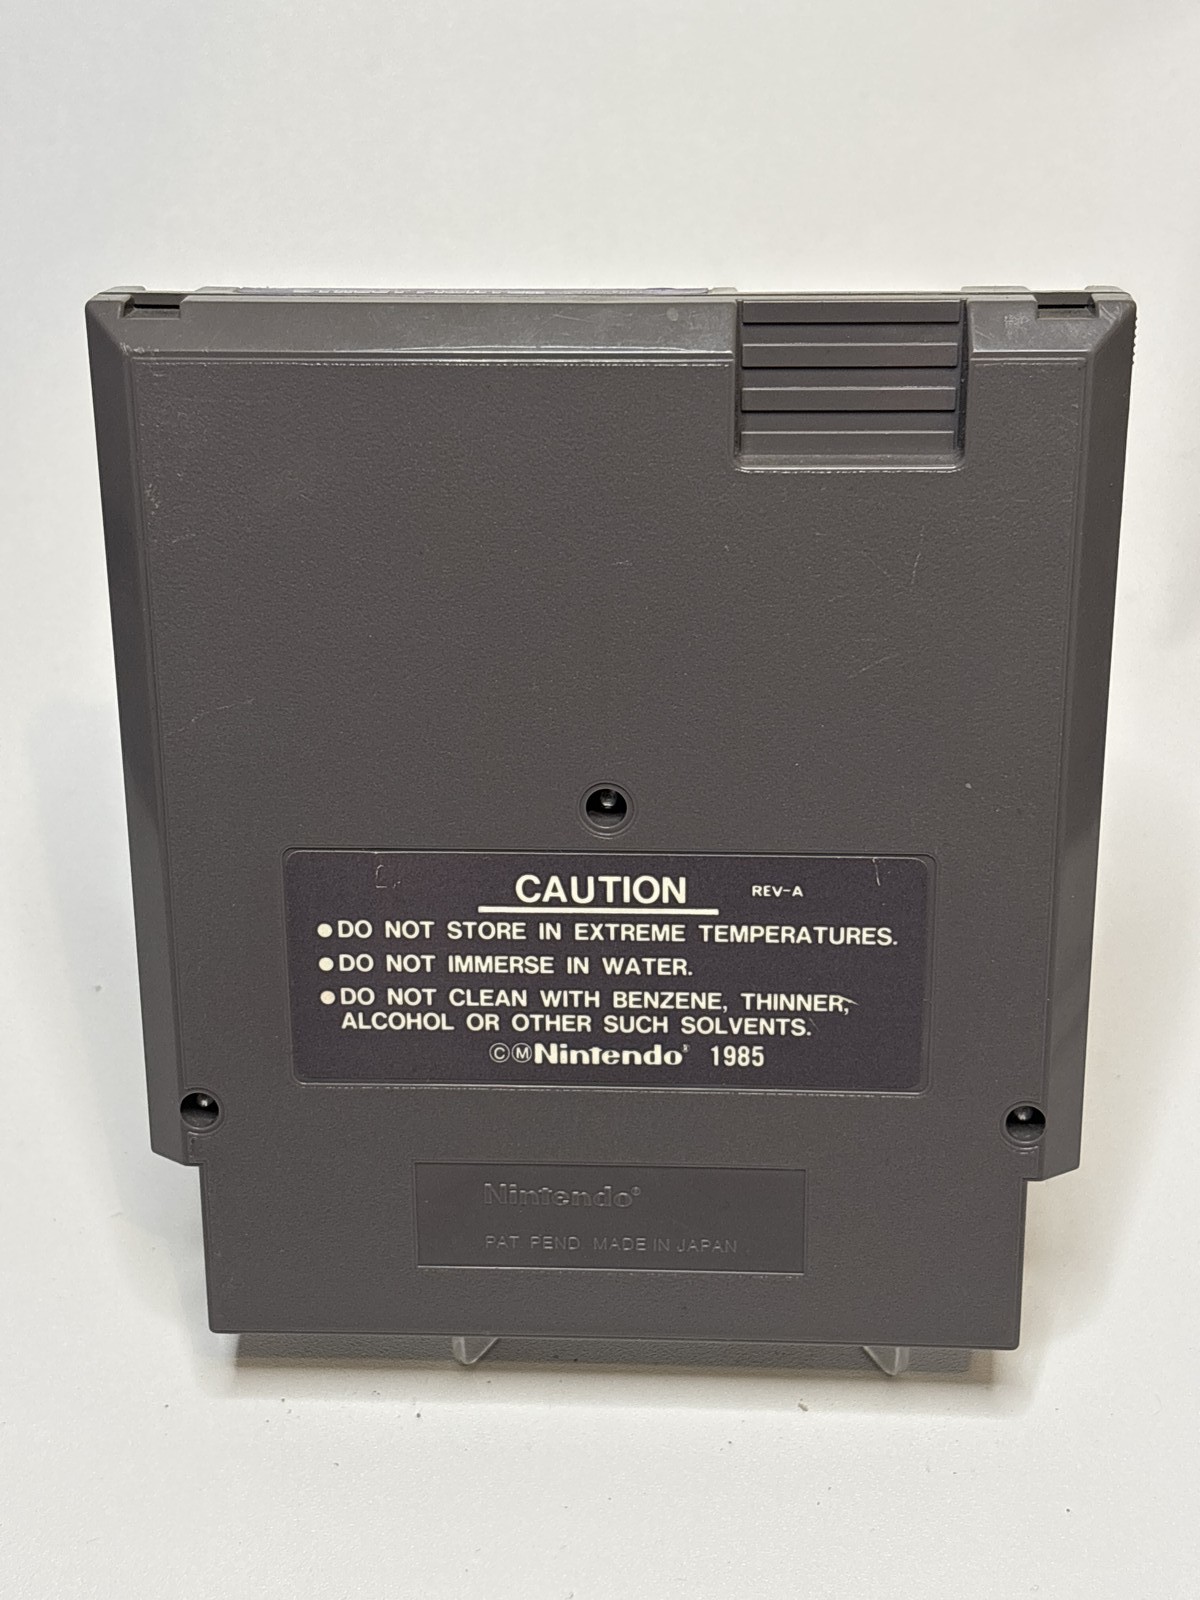 CAUTION REV-A
●DO NOT STORE IN EXTREME TEMPERATURES.
●DO NOT IMMERSE IN WATER.
●DO NOT CLEAN WITH BENZENE, THINNER,
ALCOHOL OR OTHER SUCH SOLVENTS.
ⒸⓂNintendo® 1985
Nintendo®
PAT. PEND. MADE IN JAPAN